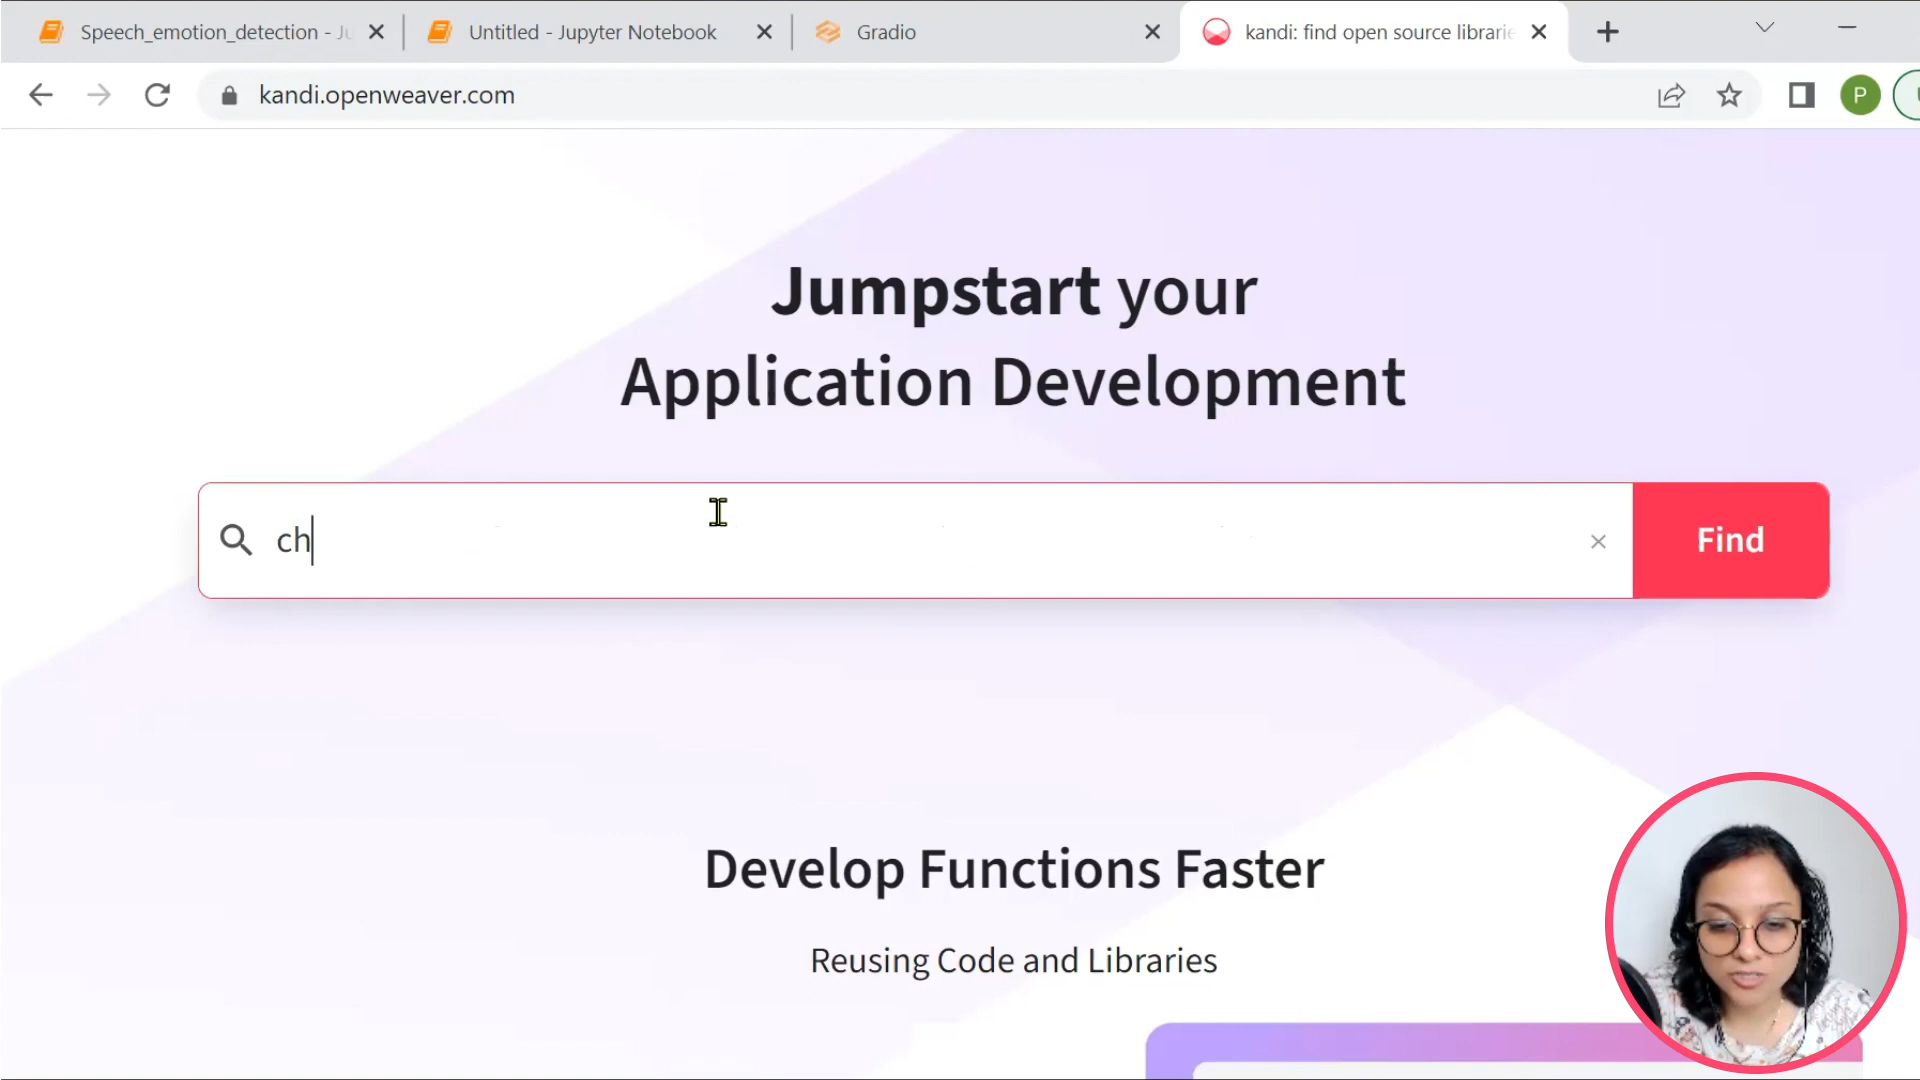 Speech_emotion_detection - Ju
Untitled - Jupyter Notebook
Gradio
kandi: find open source librarie
kandi.openweaver.com
P
Jumpstart your
Application Development
ch
Find
Develop Functions Faster
Reusing Code and Libraries